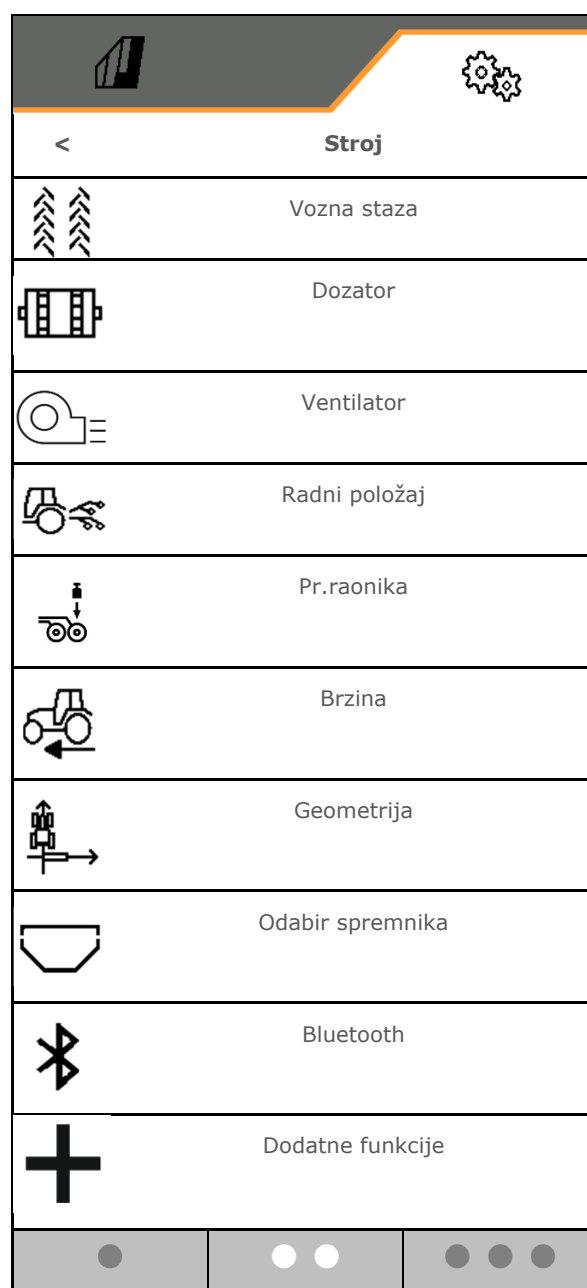 <
Stroj
Vozna staza
Dozator
Ventilator
Radni položaj
Pr.raonika
Brzina
Geometrija
Odabir spremnika
Bluetooth
Dodatne funkcije